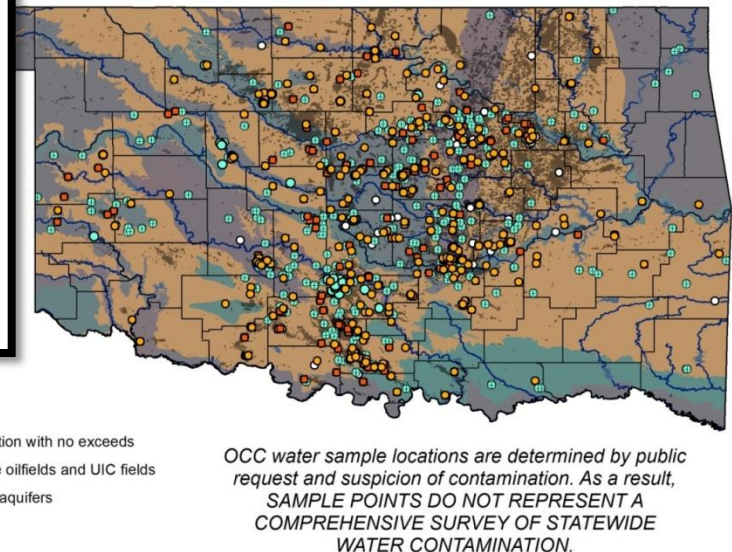 tion with no exceeds
e oilfields and UIC fields
aquifers
OCC water sample locations are determined by public
request and suspicion of contamination. As a result,
SAMPLE POINTS DO NOT REPRESENT A
COMPREHENSIVE SURVEY OF STATEWIDE
WATER CONTAMINATION.